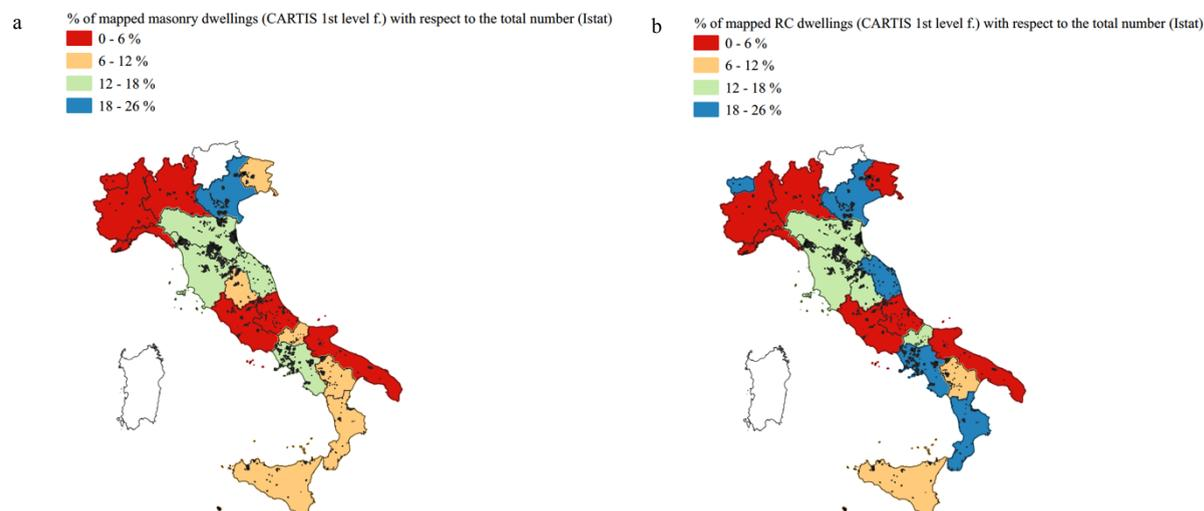 a
% of mapped masonry dwellings (CARTIS 1st level f.) with respect to the total number (Istat)
0 - 6 %
6 - 12 %
12 - 18 %
18 - 26 %
b
% of mapped RC dwellings (CARTIS 1st level f.) with respect to the total number (Istat)
0 - 6 %
6 - 12 %
12 - 18 %
18 - 26 %